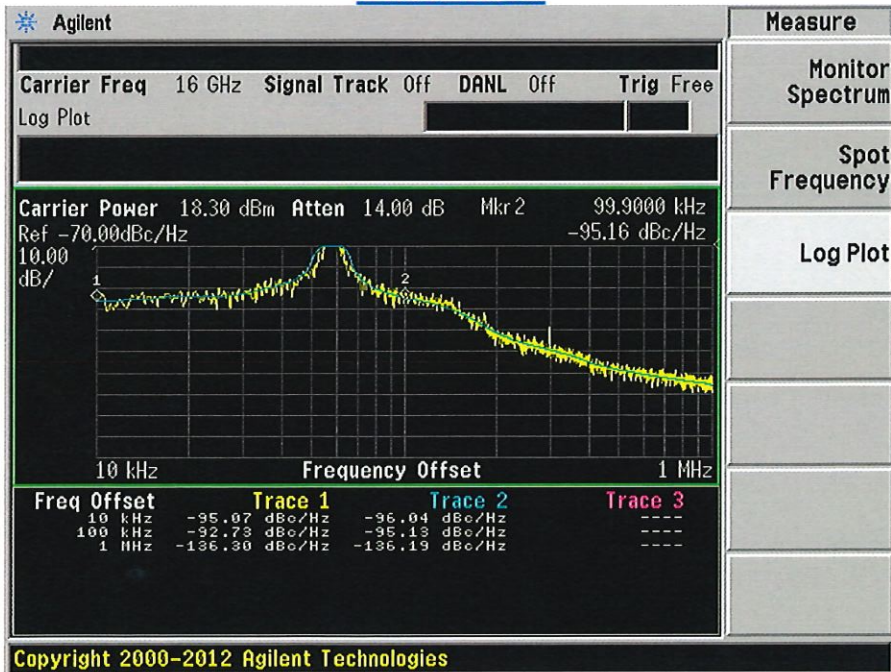 Agilent
Measure
Carrier Freq 16 GHz Signal Track Off DANL Off Trig Free
Log Plot
Monitor Spectrum
Spot Frequency
Log Plot
Carrier Power 18.30 dBm Atten 14.00 dB Mkr 2 99.9000 kHz
Ref -70.00dBc/Hz -95.16 dBc/Hz
10.00
dB/
1
2
10 kHz Frequency Offset 1 MHz
Freq Offset Trace 1 Trace 2 Trace 3
10 kHz -95.07 dBc/Hz -96.04 dBc/Hz ----
100 kHz -92.73 dBc/Hz -95.13 dBc/Hz ----
1 MHz -136.30 dBc/Hz -136.19 dBc/Hz ----
Copyright 2000-2012 Agilent Technologies